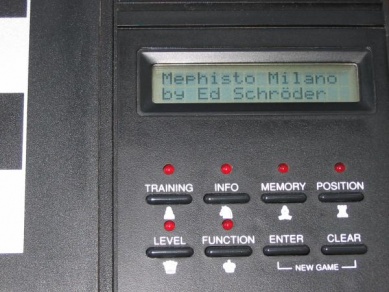 Mephisto Milano
by Ed Schröder
TRAINING INFO MEMORY POSITION
LEVEL FUNCTION ENTER CLEAR
NEW GAME